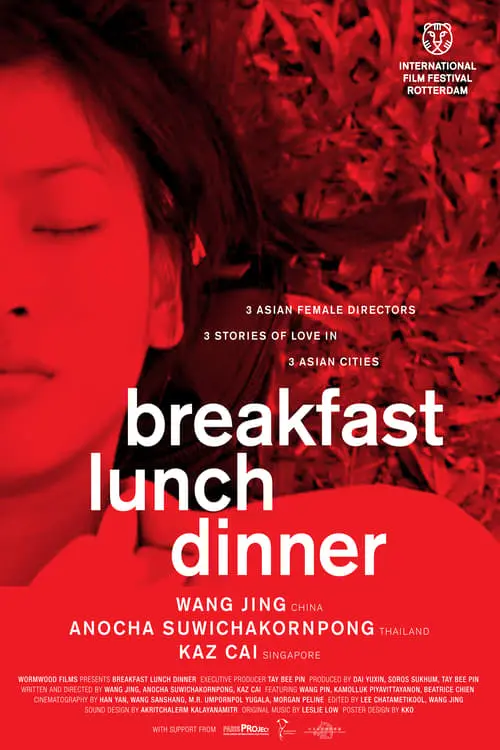 INTERNATIONAL
FILM FESTIVAL
ROTTERDAM
3 ASIAN FEMALE DIRECTORS
3 STORIES OF LOVE IN
3 ASIAN CITIES
breakfast
lunch
dinner
WANG JING CHINA
ANOCHA SUWICHAKORNPONG THAILAND
KAZ CAI SINGAPORE
WORMWOOD FILMS PRESENTS BREAKFAST LUNCH DINNER EXECUTIVE PRODUCER TAY BEE PIN PRODUCED BY DAI YUXIN, SOROS SUKHUM, TAY BEE PIN
WRITTEN AND DIRECTED BY WANG JING, ANOCHA SUWICHAKORNPONG, KAZ CAI FEATURING WANG PIN, KAMOLLUK PIYAVITTAYANON, BEATRICE CHIEN
CINEMATOGRAPHY BY HAN YAN, WANG SANSHANG, M.R. UMPORNPOL YUGALA, MORGAN PELINE EDITED BY LEE CHATAMETIKOOL, WANG JING
SOUND DESIGN BY AKRITCHALERM KALAYANAMITR ORIGINAL MUSIC BY LESLIE LOW POSTER DESIGN BY KKO
WITH SUPPORT FROM PROJECT